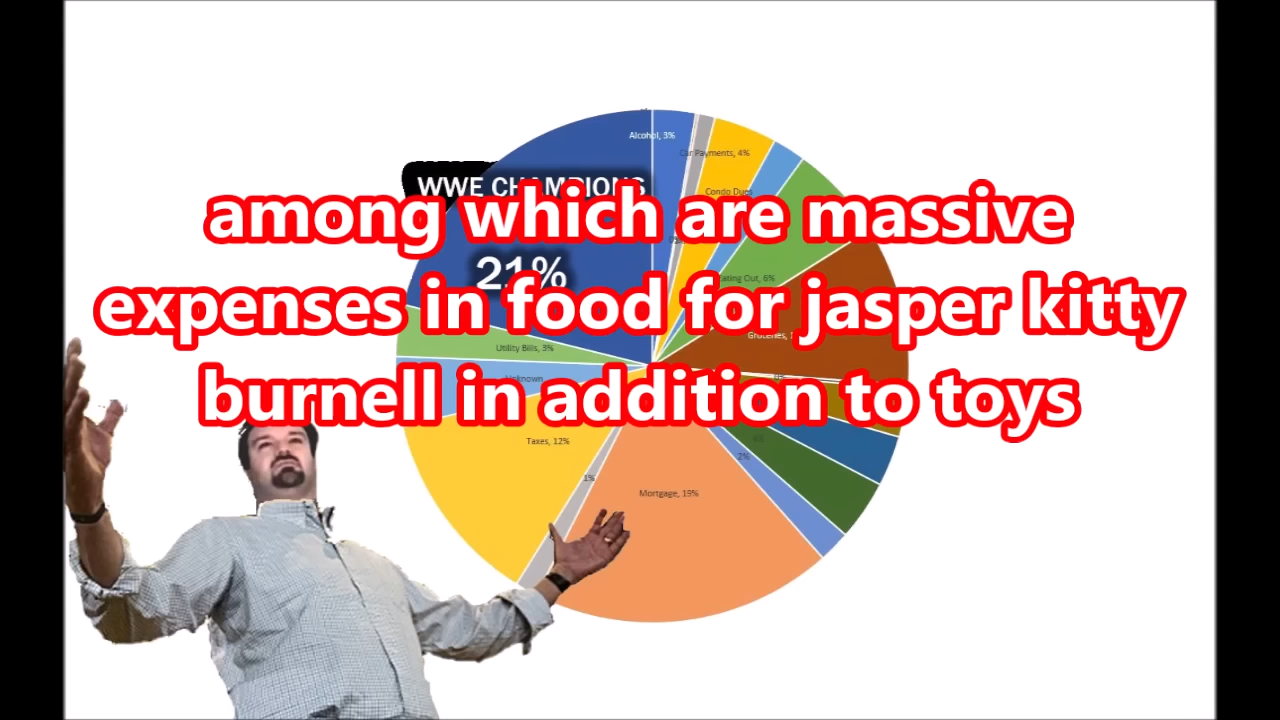 Alcohol, 3%
Car Payments, 4%
WWE CHAMPIONS
21%
among which are massive
expenses in food for jasper kitty
burnell in addition to toys
Condo Dues
Eating Out, 6%
Groceries,
Utility Bills, 3%
Unknown
Taxes, 12%
2%
1%
Mortgage, 19%